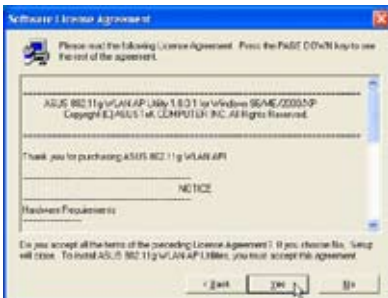 Software License Agreement
Please read the following License Agreement. Press the PAGE DOWN key to see
the rest of the agreement.
ASUS 802.11g WLAN AP Utility 1.8.0.1 for Windows 98/ME/2000/XP
Copyright (C) ASUSTeK COMPUTER INC. All Rights Reserved.
Thank you for purchasing ASUS 802.11g WLAN AP!
NOTICE
Hardware Requirements
Do you accept all the terms of the preceding License Agreement? If you choose No, Setup
will close. To install ASUS 802.11g WLAN AP Utilities, you must accept this agreement.
< Back
Yes
No